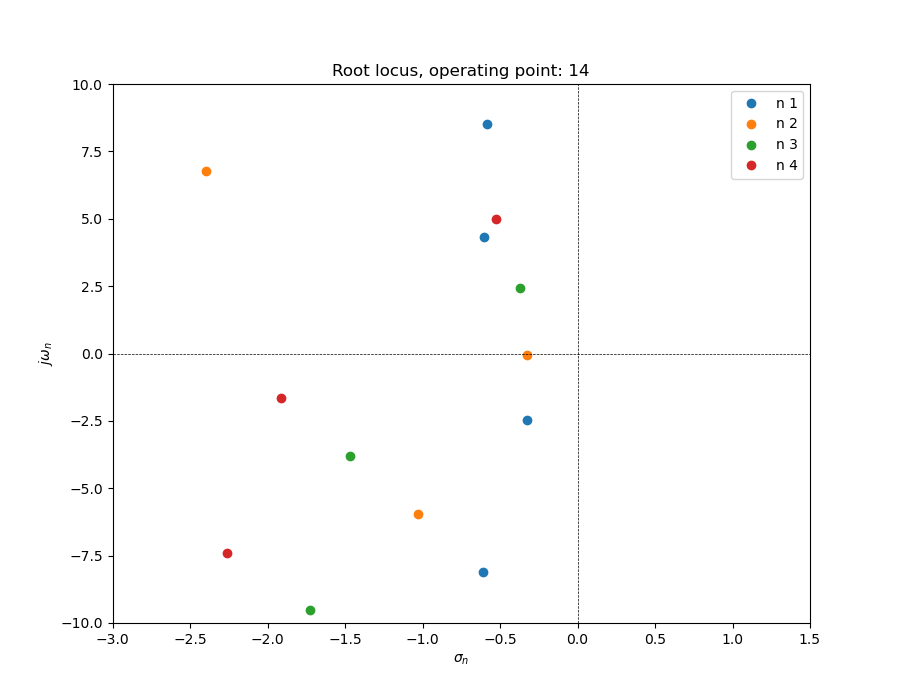 Root locus, operating point: 14
n 1
n 2
n 3
n 4
10.0
7.5
5.0
2.5
0.0
−2.5
−5.0
−7.5
−10.0
jωₙ
−3.0 −2.5 −2.0 −1.5 −1.0 −0.5 0.0 0.5 1.0 1.5
σₙ